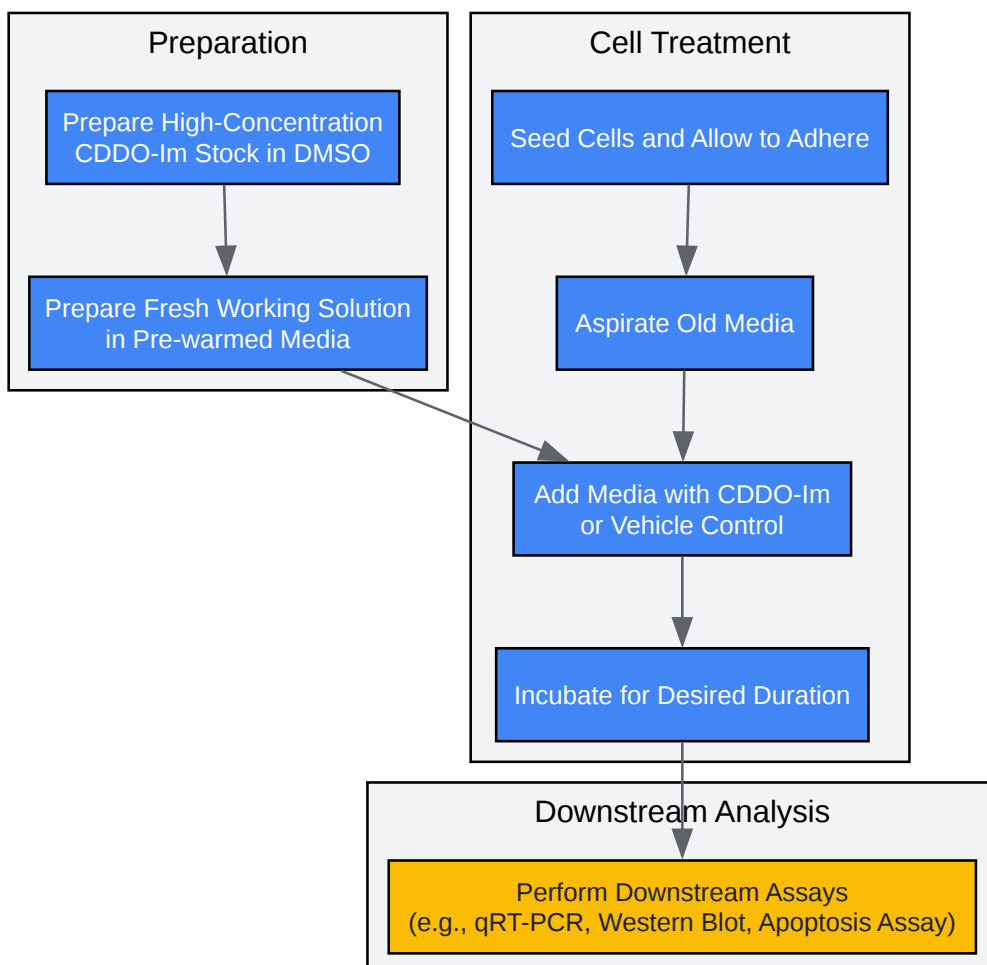 Preparation
Prepare High-Concentration
CDDO-Im Stock in DMSO
Prepare Fresh Working Solution
in Pre-warmed Media
Cell Treatment
Seed Cells and Allow to Adhere
Aspirate Old Media
Add Media with CDDO-Im
or Vehicle Control
Incubate for Desired Duration
Downstream Analysis
Perform Downstream Assays
(e.g., qRT-PCR, Western Blot, Apoptosis Assay)